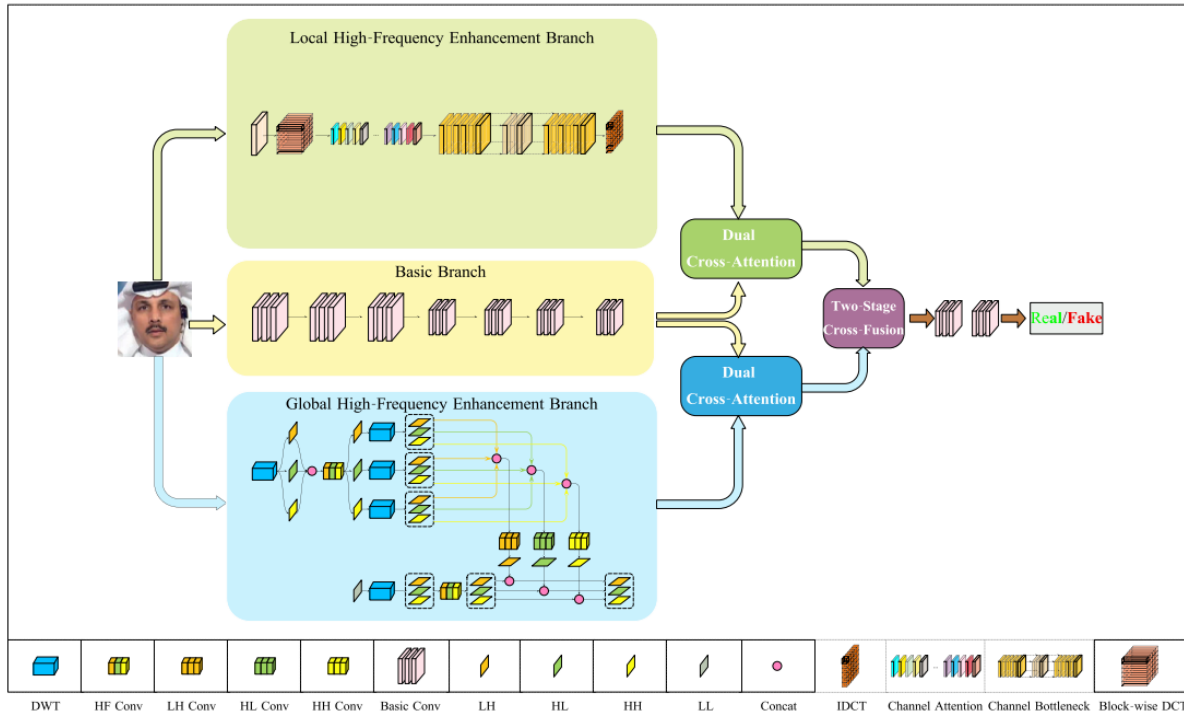 Local High-Frequency Enhancement Branch
Basic Branch
Global High-Frequency Enhancement Branch
Dual
Cross-Attention
Dual
Cross-Attention
Two-Stage
Cross-Fusion
Real/Fake
DWT
HF Conv
LH Conv
HL Conv
HH Conv
Basic Conv
LH
HL
HH
LL
Concat
IDCT
Channel Attention
Channel Bottleneck
Block-wise DCT